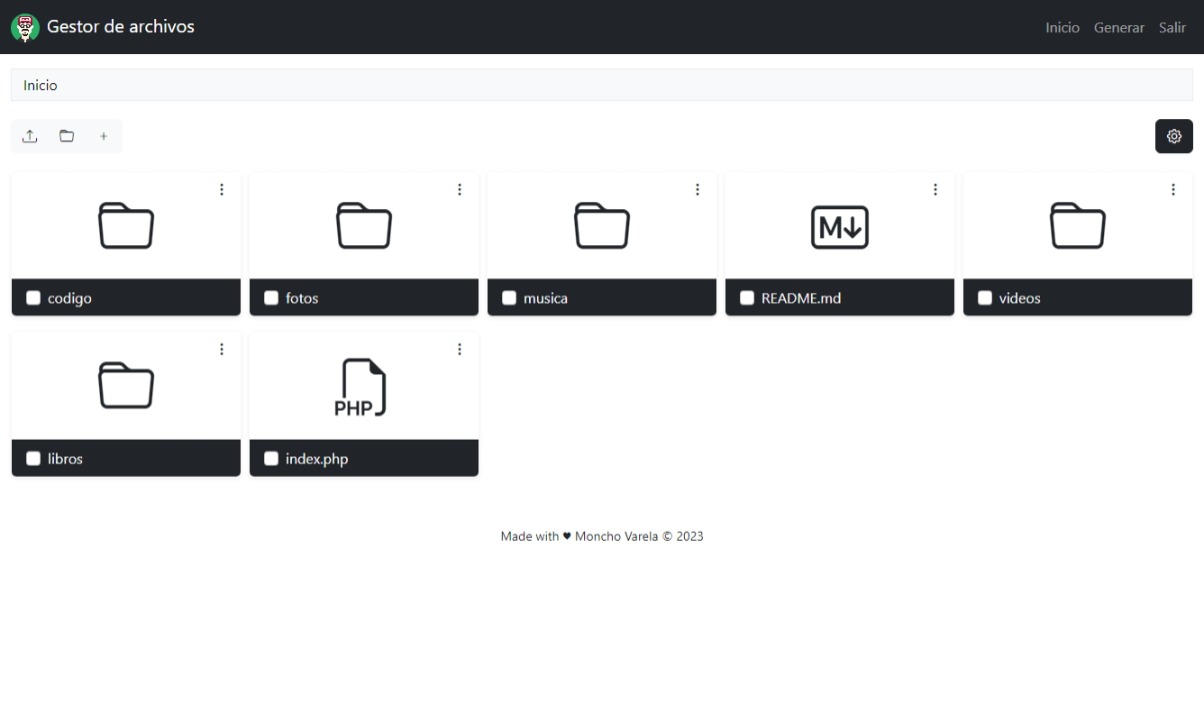 Gestor de archivos
Inicio Generar Salir
Inicio
codigo
fotos
musica
M
README.md
videos
libros
PHP
index.php
Made with ♥ Moncho Varela © 2023